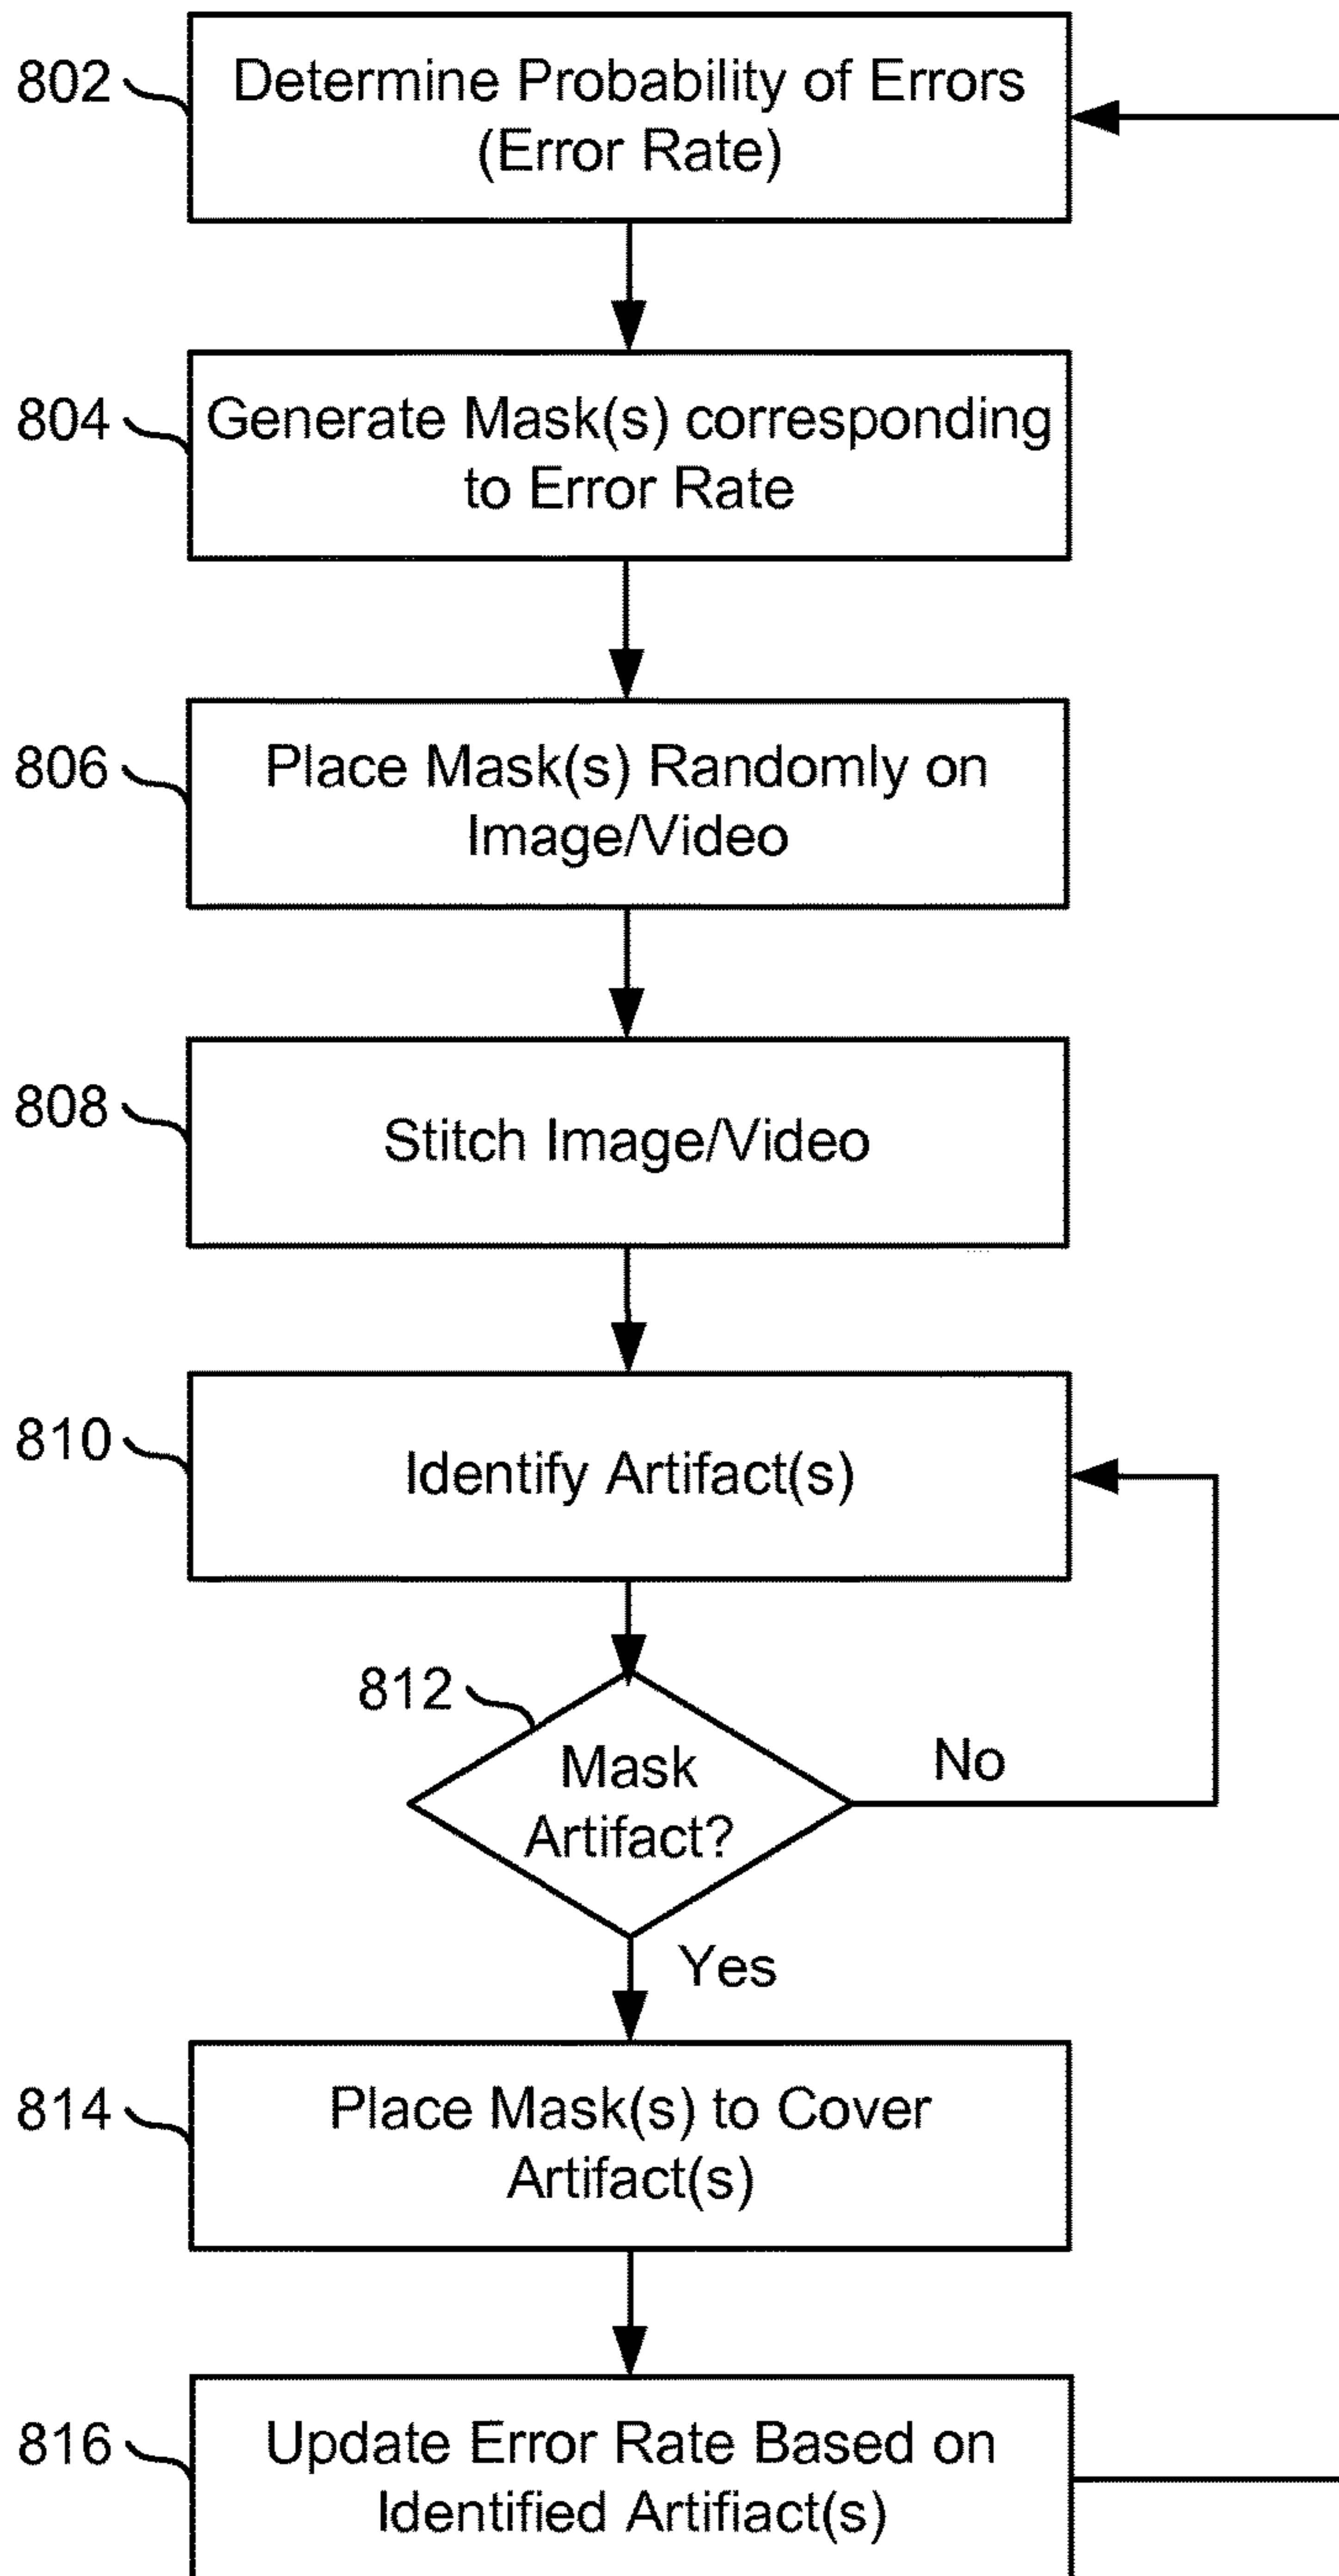 802
Determine Probability of Errors
(Error Rate)
804
Generate Mask(s) corresponding
to Error Rate
806
Place Mask(s) Randomly on
Image/Video
808
Stitch Image/Video
810
Identify Artifact(s)
812
Mask
Artifact?
No
Yes
814
Place Mask(s) to Cover
Artifact(s)
816
Update Error Rate Based on
Identified Artifiact(s)